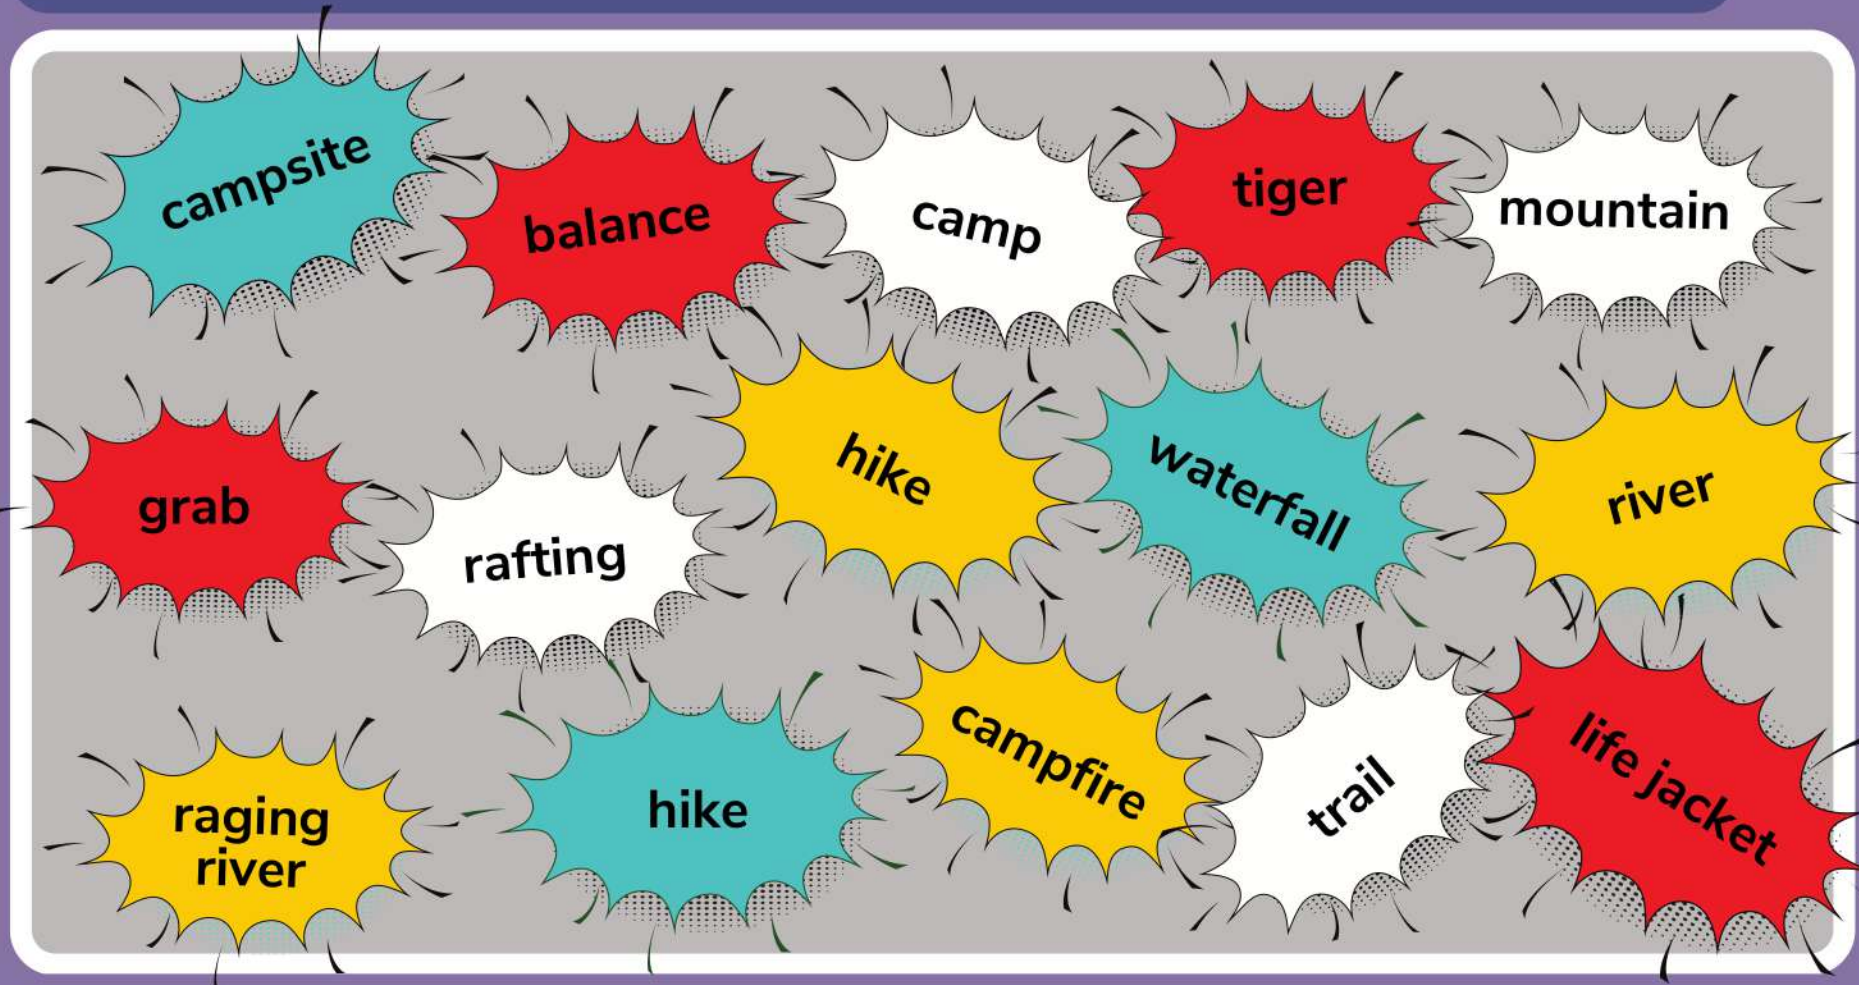 campsite
balance
camp
tiger
mountain
grab
rafting
hike
waterfall
river
raging
river
hike
campfire
trail
life jacket